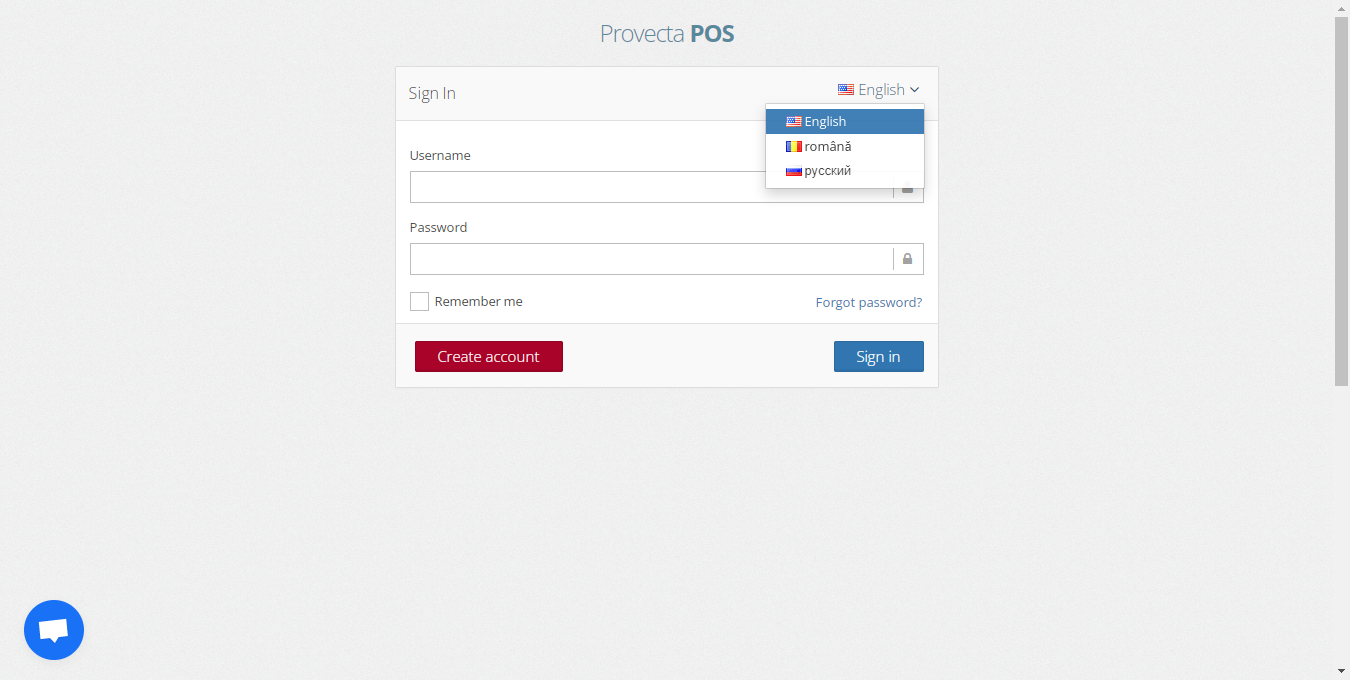 Provecta POS
Sign In
English
English
română
русский
Username
Password
Remember me
Forgot password?
Create account
Sign in